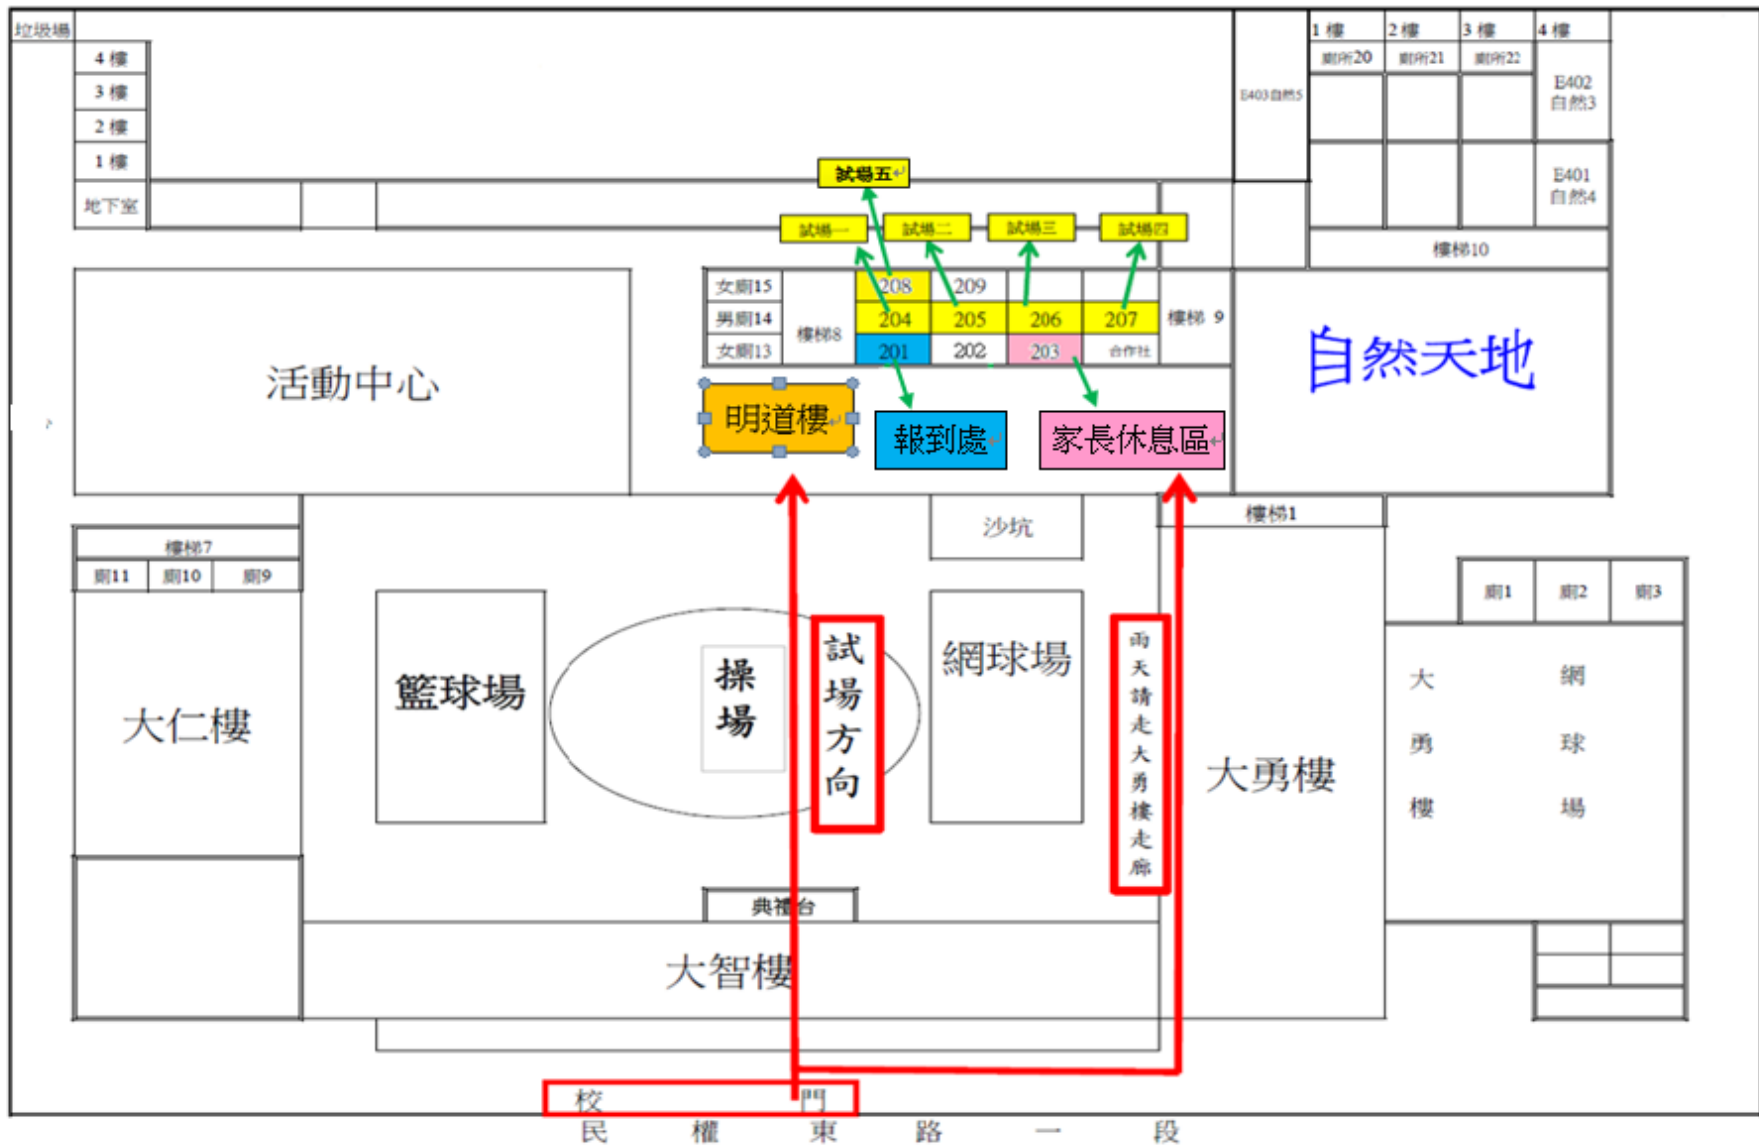 垃圾場
1樓 2樓 3樓 4樓
4樓
廁所20 廁所21 廁所22
3樓
E403自然5
E402
自然3
2樓
1樓
試場五
E401
自然4
地下室
試場一 試場二 試場三 試場四
樓梯10
女廁15 208 209
男廁14 樓梯8 204 205 206 207 樓梯 9
女廁13 201 202 203 合作社
自然天地
活動中心
明道樓
報到處
家長休息區
沙坑
樓梯1
樓梯7
廁11 廁10 廁9
廁1 廁2 廁3
籃球場
操場
試場方向
網球場
雨天請走大勇樓走廊
大仁樓
大勇樓
大勇樓
網球場
典禮台
大智樓
校門
民權東路一段